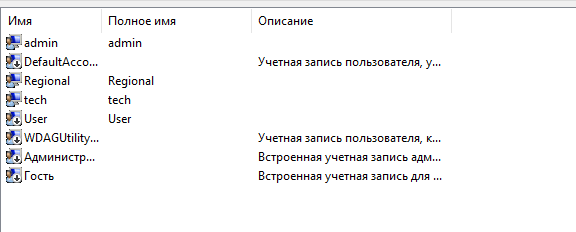 Имя Полное имя Описание
admin admin
DefaultAcco... Учетная запись пользователя, у...
Regional Regional
tech tech
User User
WDAGUtility... Учетная запись пользователя, к...
Администр... Встроенная учетная запись адм...
Гость Встроенная учетная запись для ...